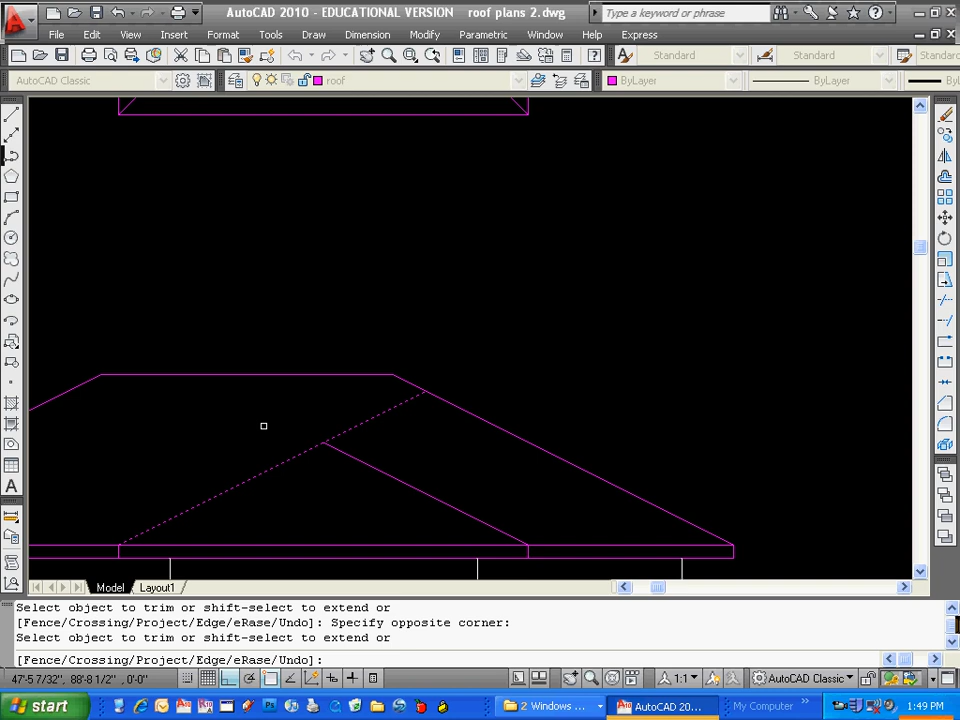 AutoCAD 2010 - EDUCATIONAL VERSION roof plans 2.dwg
Type a keyword or phrase
File Edit View Insert Format Tools Draw Dimension Modify Parametric Window Help Express
Standard Standard Standard
AutoCAD Classic roof ByLayer ByLayer
A
Model Layout1
Select object to trim or shift-select to extend or
[Fence/Crossing/Project/Edge/eRase/Undo]: Specify opposite corner:
Select object to trim or shift-select to extend or
[Fence/Crossing/Project/Edge/eRase/Undo]:
47'-5 7/32", 88'-8 1/2" , 0'-0" 1:1 AutoCAD Classic
start 2 Windows ... AutoCAD 20... My Computer 1:49 PM